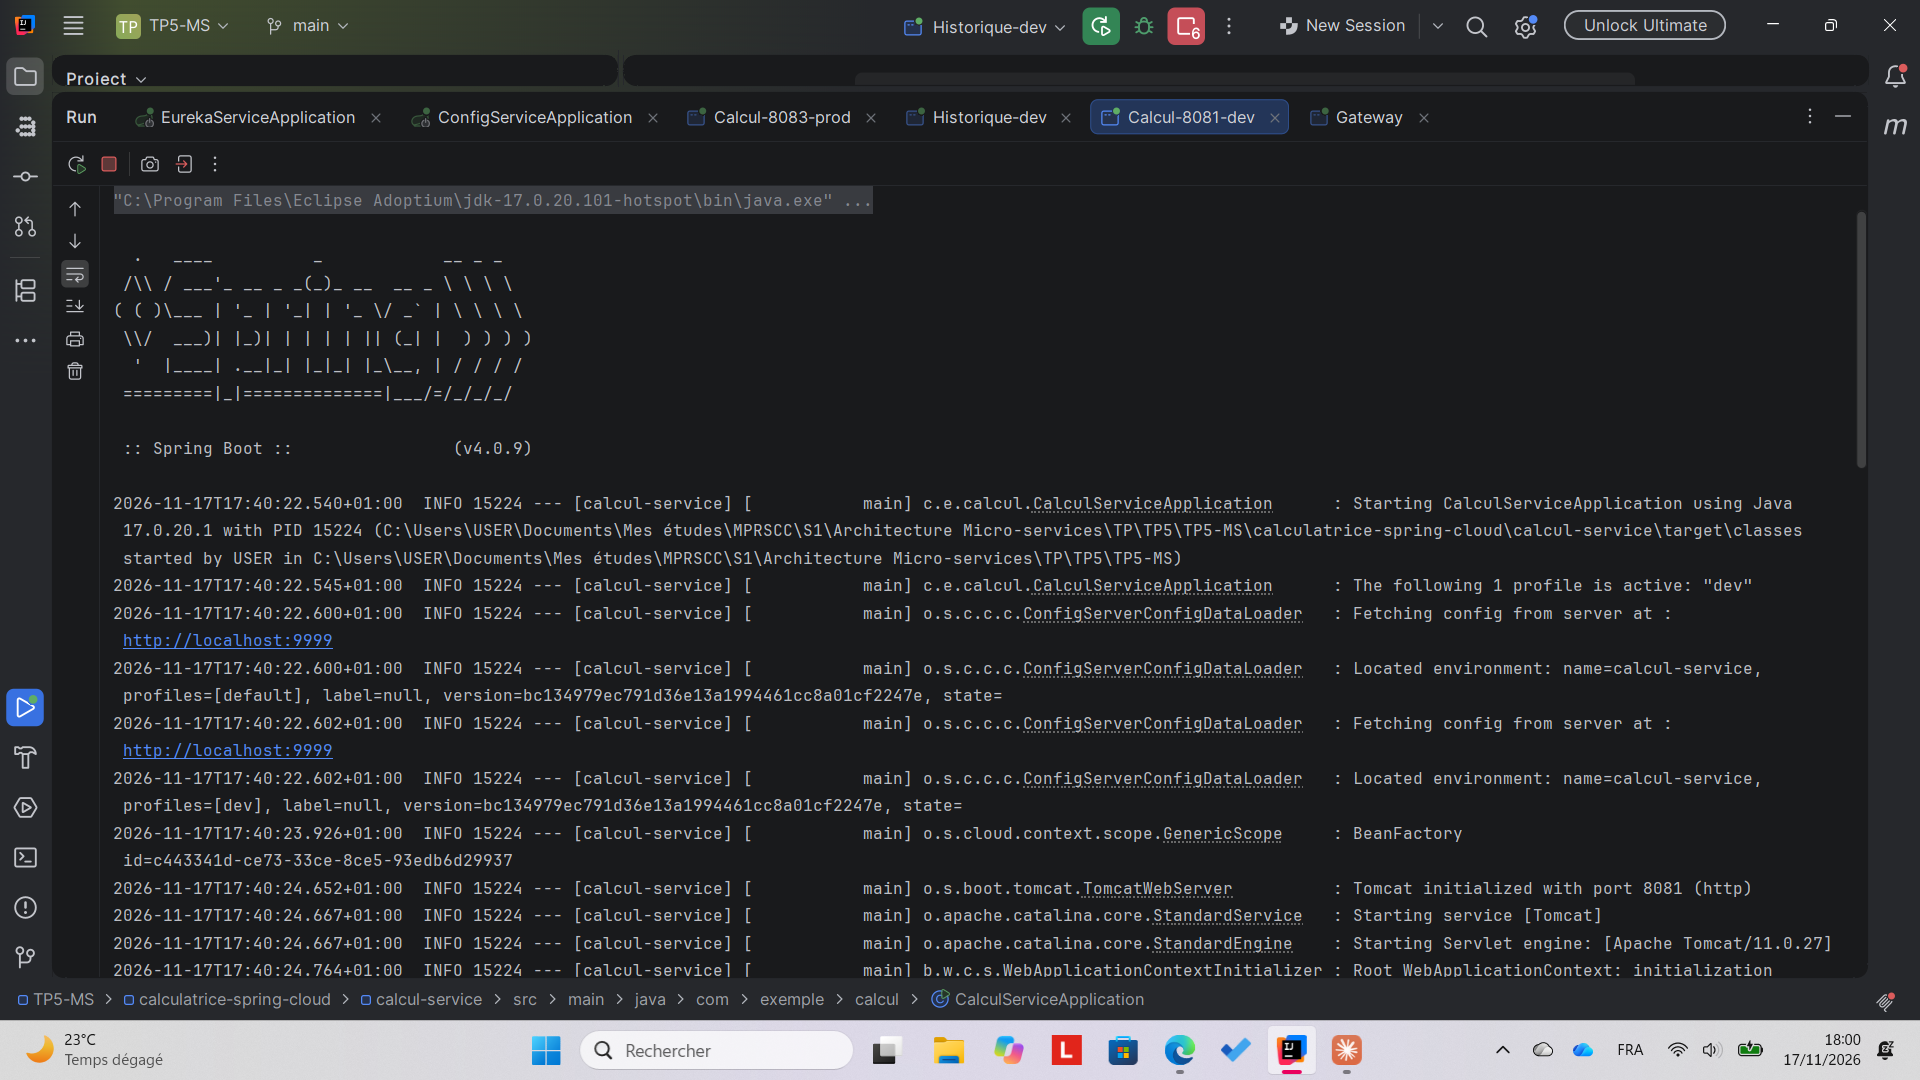 TP TP5-MS main Historique-dev 6 New Session Unlock Ultimate
Project
Run EurekaServiceApplication ConfigServiceApplication Calcul-8083-prod Historique-dev Calcul-8081-dev Gateway
"C:\Program Files\Eclipse Adoptium\jdk-17.0.20.101-hotspot\bin\java.exe" ...
  .   ____          _            __ _ _
 /\\ / ___'_ __ _ _(_)_ __  __ _ \ \ \ \
( ( )\___ | '_ | '_| | '_ \/ _` | \ \ \ \
 \\/  ___)| |_)| | | | | || (_| |  ) ) ) )
  '  |____| .__|_| |_|_| |_\__, | / / / /
 =========|_|==============|___/=/_/_/_/
:: Spring Boot ::                (v4.0.9)
2026-11-17T17:40:22.540+01:00  INFO 15224 --- [calcul-service] [           main] c.e.calcul.CalculServiceApplication      : Starting CalculServiceApplication using Java
17.0.20.1 with PID 15224 (C:\Users\USER\Documents\Mes études\MPRSCC\S1\Architecture Micro-services\TP\TP5\TP5-MS\calculatrice-spring-cloud\calcul-service\target\classes
started by USER in C:\Users\USER\Documents\Mes études\MPRSCC\S1\Architecture Micro-services\TP\TP5\TP5-MS)
2026-11-17T17:40:22.545+01:00  INFO 15224 --- [calcul-service] [           main] c.e.calcul.CalculServiceApplication      : The following 1 profile is active: "dev"
2026-11-17T17:40:22.600+01:00  INFO 15224 --- [calcul-service] [           main] o.s.c.c.c.ConfigServerConfigDataLoader   : Fetching config from server at :
http://localhost:9999
2026-11-17T17:40:22.600+01:00  INFO 15224 --- [calcul-service] [           main] o.s.c.c.c.ConfigServerConfigDataLoader   : Located environment: name=calcul-service,
profiles=[default], label=null, version=bc134979ec791d36e13a1994461cc8a01cf2247e, state=
2026-11-17T17:40:22.602+01:00  INFO 15224 --- [calcul-service] [           main] o.s.c.c.c.ConfigServerConfigDataLoader   : Fetching config from server at :
http://localhost:9999
2026-11-17T17:40:22.602+01:00  INFO 15224 --- [calcul-service] [           main] o.s.c.c.c.ConfigServerConfigDataLoader   : Located environment: name=calcul-service,
profiles=[dev], label=null, version=bc134979ec791d36e13a1994461cc8a01cf2247e, state=
2026-11-17T17:40:23.926+01:00  INFO 15224 --- [calcul-service] [           main] o.s.cloud.context.scope.GenericScope     : BeanFactory
id=c443341d-ce73-33ce-8ce5-93edb6d29937
2026-11-17T17:40:24.652+01:00  INFO 15224 --- [calcul-service] [           main] o.s.boot.tomcat.TomcatWebServer          : Tomcat initialized with port 8081 (http)
2026-11-17T17:40:24.667+01:00  INFO 15224 --- [calcul-service] [           main] o.apache.catalina.core.StandardService   : Starting service [Tomcat]
2026-11-17T17:40:24.667+01:00  INFO 15224 --- [calcul-service] [           main] o.apache.catalina.core.StandardEngine    : Starting Servlet engine: [Apache Tomcat/11.0.27]
2026-11-17T17:40:24.764+01:00  INFO 15224 --- [calcul-service] [           main] b.w.c.s.WebApplicationContextInitializer : Root WebApplicationContext: initialization
TP5-MS > calculatrice-spring-cloud > calcul-service > src > main > java > com > exemple > calcul > CalculServiceApplication
23°C
Temps dégagé
Rechercher
FRA
18:00
17/11/2026